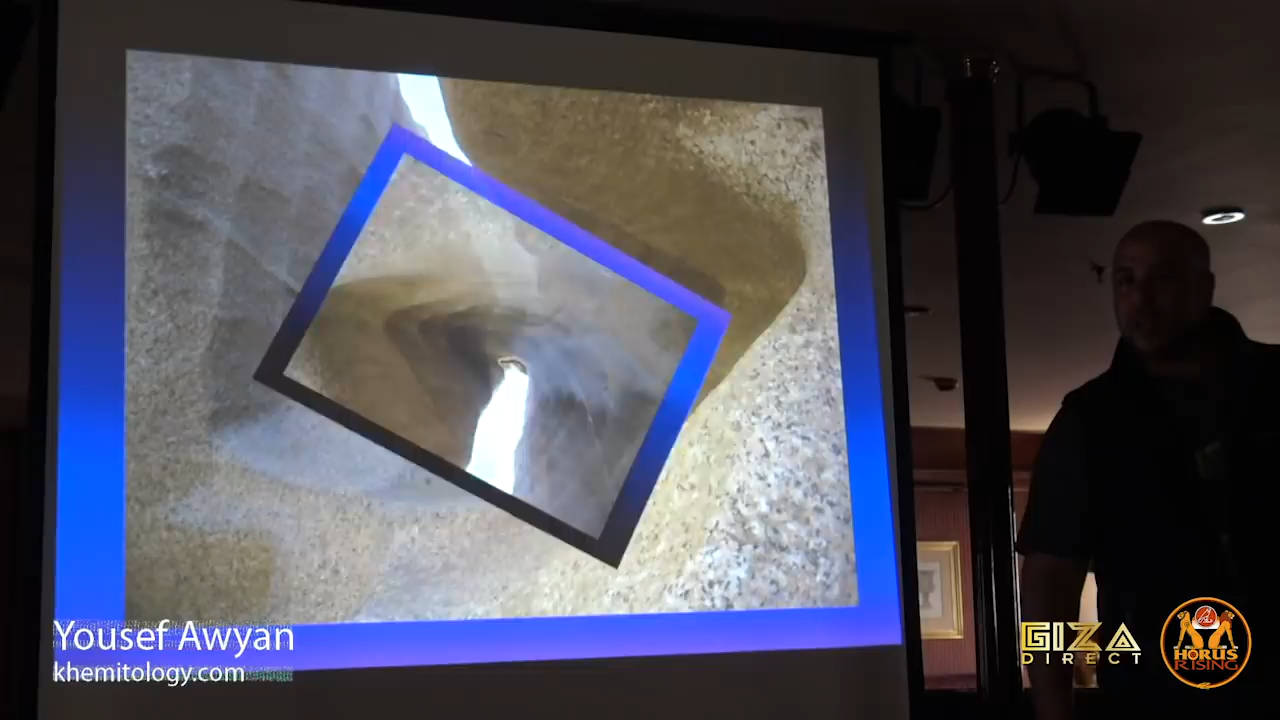 Yousef Awyan
khemitology.com
GIZA
DIRECT
HORUS
RISING